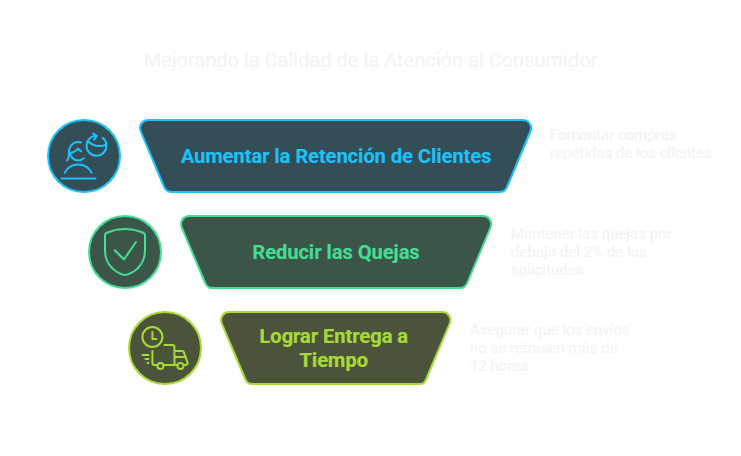 Mejorando la Calidad de la Atención al Consumidor
Aumentar la Retención de Clientes
Fomentar compras
repetidas de los clientes
Reducir las Quejas
Mantener las quejas por
debajo del 2% de las
solicitudes
Lograr Entrega a
Tiempo
Asegurar que los envíos
no se retrasen más de
12 horas